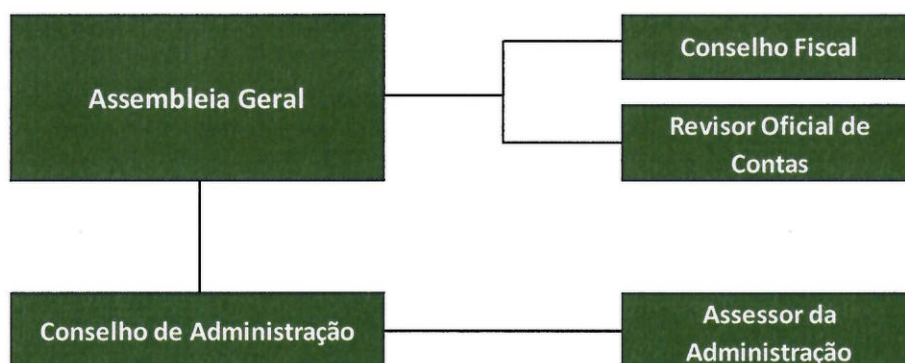 Assembleia Geral
Conselho Fiscal
Revisor Oficial de
Contas
Conselho de Administração
Assessor da
Administração